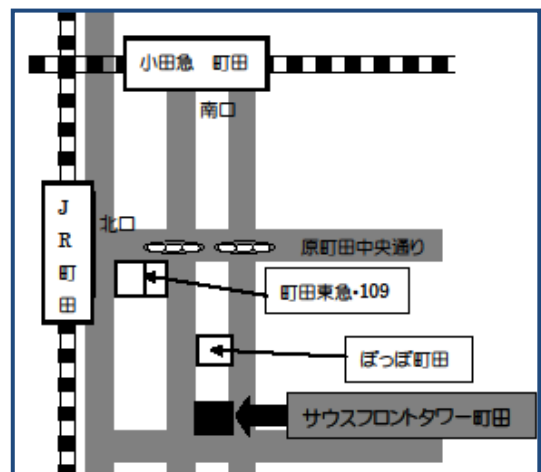 小田急　町田
南口
JR町田
北口
原町田中央通り
町田東急・109
ぽっぽ町田
サウスフロントタワー町田